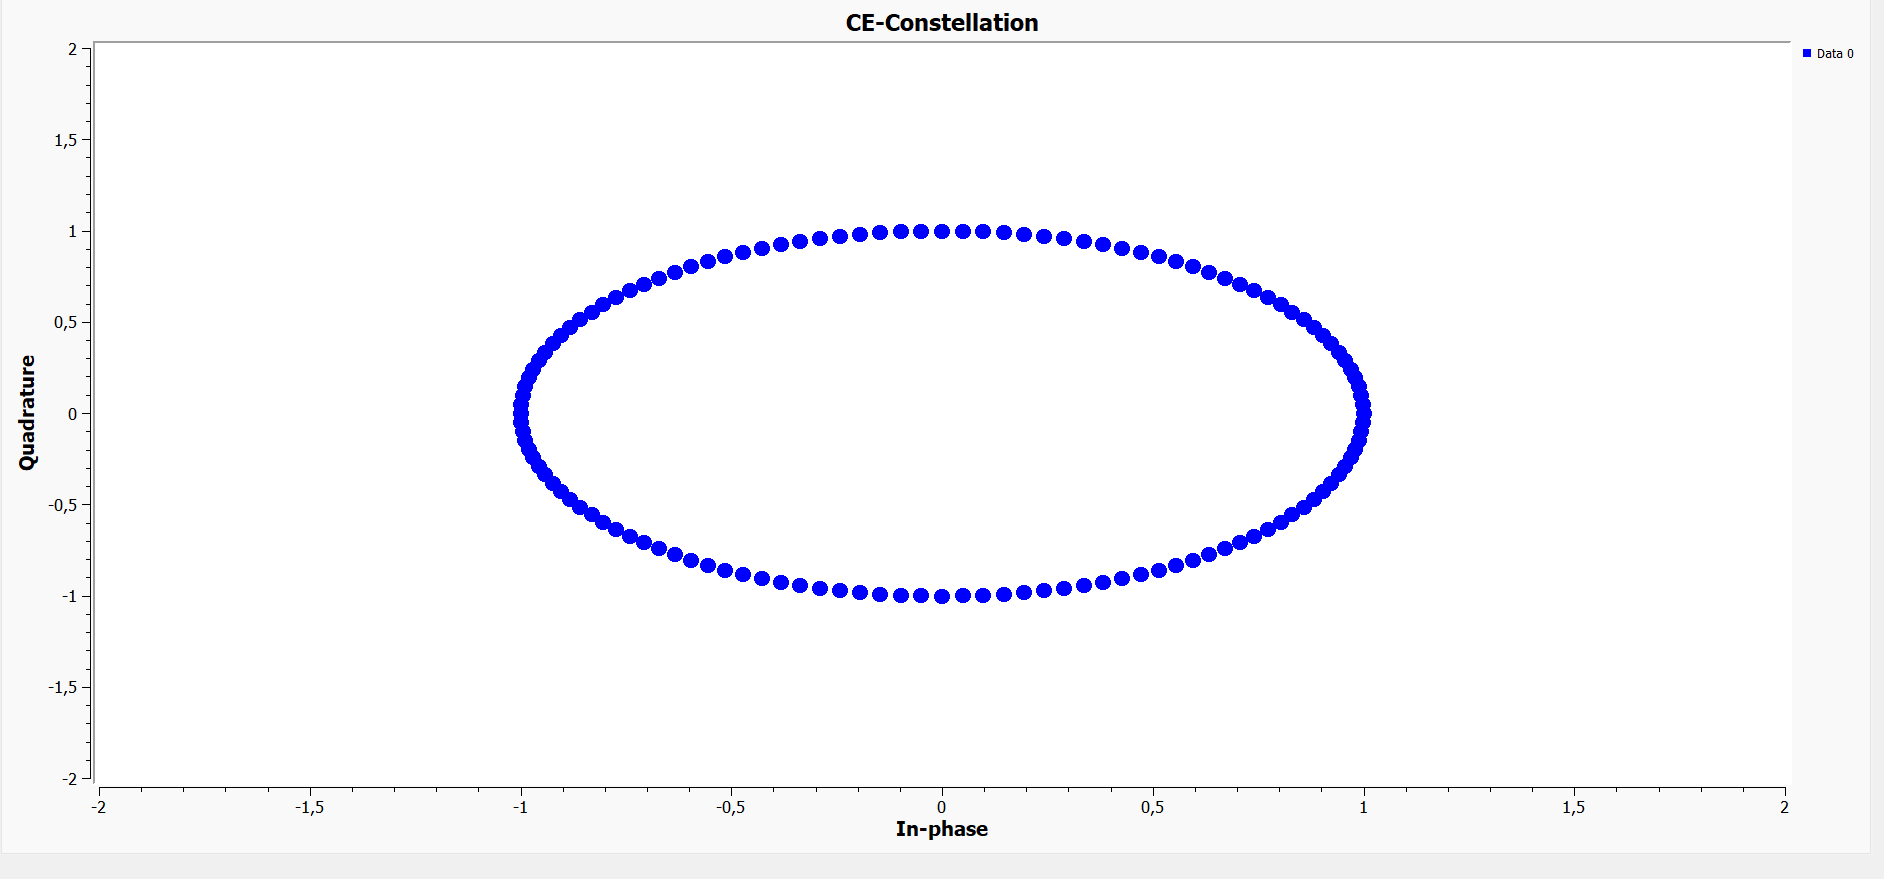 CE-Constellation
Data 0
2
1,5
1
0,5
0
-0,5
-1
-1,5
-2
Quadrature
-2 -1,5 -1 -0,5 0 0,5 1 1,5 2
In-phase